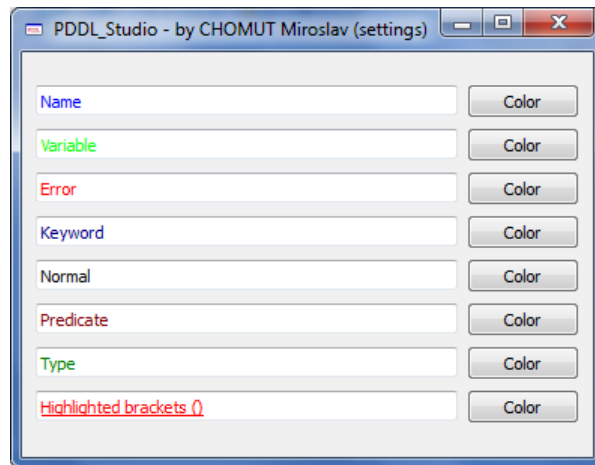 PDDL_Studio - by CHOMUT Miroslav (settings)
Name Color
Variable Color
Error Color
Keyword Color
Normal Color
Predicate Color
Type Color
Highlighted brackets () Color